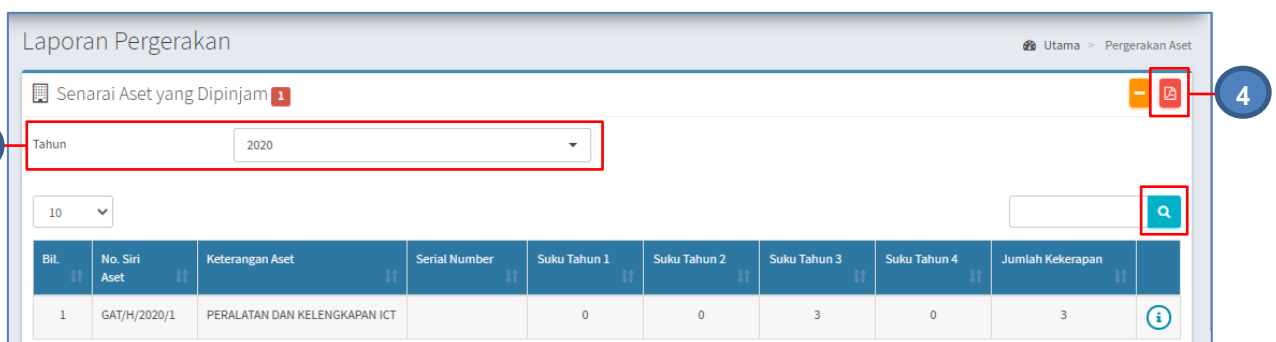 Laporan Pergerakan
Utama > Pergerakan Aset
Senarai Aset yang Dipinjam 1
4
Tahun
2020
10
Bil.
No. Siri Aset
Keterangan Aset
Serial Number
Suku Tahun 1
Suku Tahun 2
Suku Tahun 3
Suku Tahun 4
Jumlah Kekerapan
1 GAT/H/2020/1 PERALATAN DAN KELENGKAPAN ICT 0 0 3 0 3